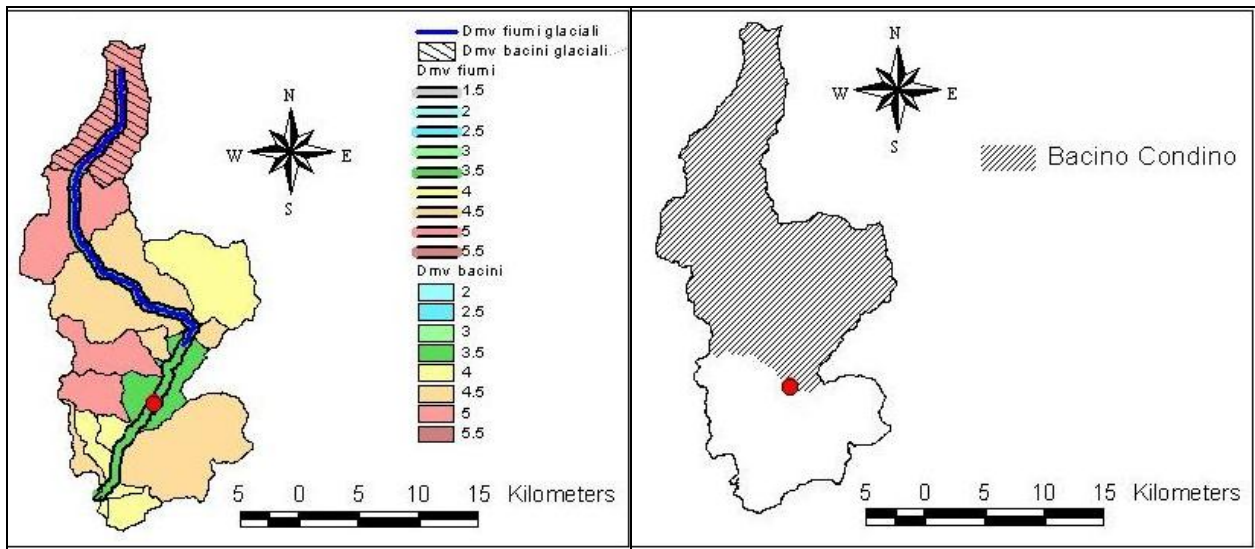 Dmv fiumi glaciali
Dmv bacini glaciali
Dmv fiumi
1.5
2
2.5
3
3.5
4
4.5
5
5.5
Dmv bacini
2
2.5
3
3.5
4
4.5
5
5.5
N
W E
S
5 0 5 10 15 Kilometers
N
W E
S
Bacino Condino
5 0 5 10 15 Kilometers